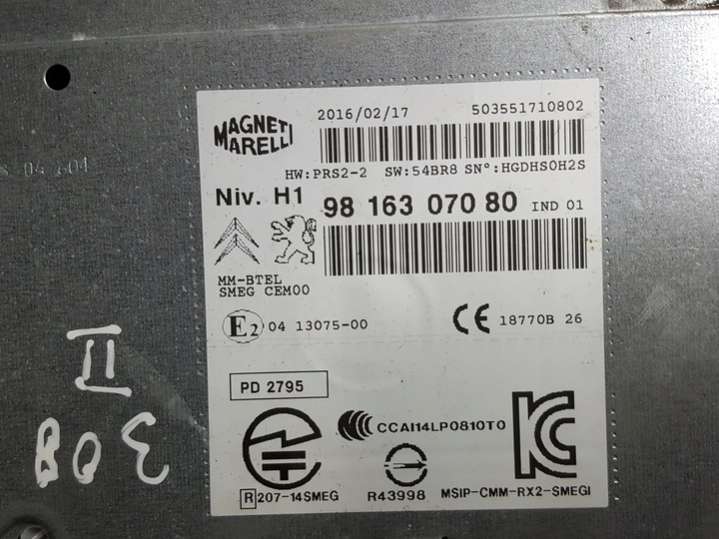 2016/02/17 503551710802
MAGNETI
MARELLI
HW:PRS2-2 SW:54BR8 SN°:HGDHS0H2S
Niv. H1 98 163 070 80 IND 01
MM-BTEL
SMEG CEM00
E2 04 13075-00 CE 18770B 26
PD 2795
CCAI14LP0810T0
KC
R 207-14SMEG R43998 MSIP-CMM-RX2-SMEGI
II
308